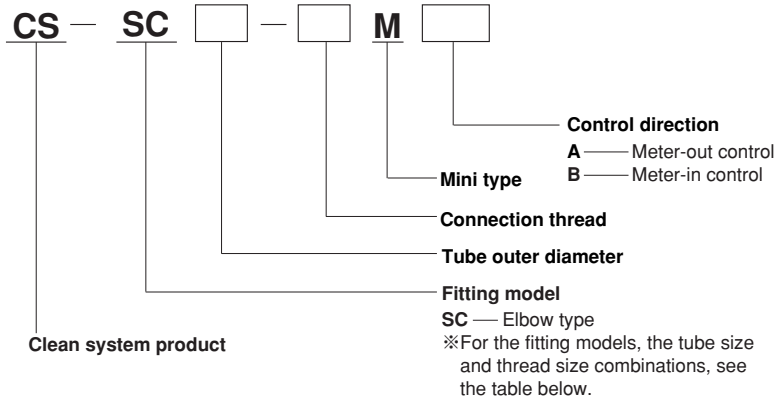 CS — SC — M
Control direction
A — Meter-out control
B — Meter-in control
Mini type
Connection thread
Tube outer diameter
Fitting model
SC — Elbow type
※For the fitting models, the tube size
and thread size combinations, see
the table below.
Clean system product